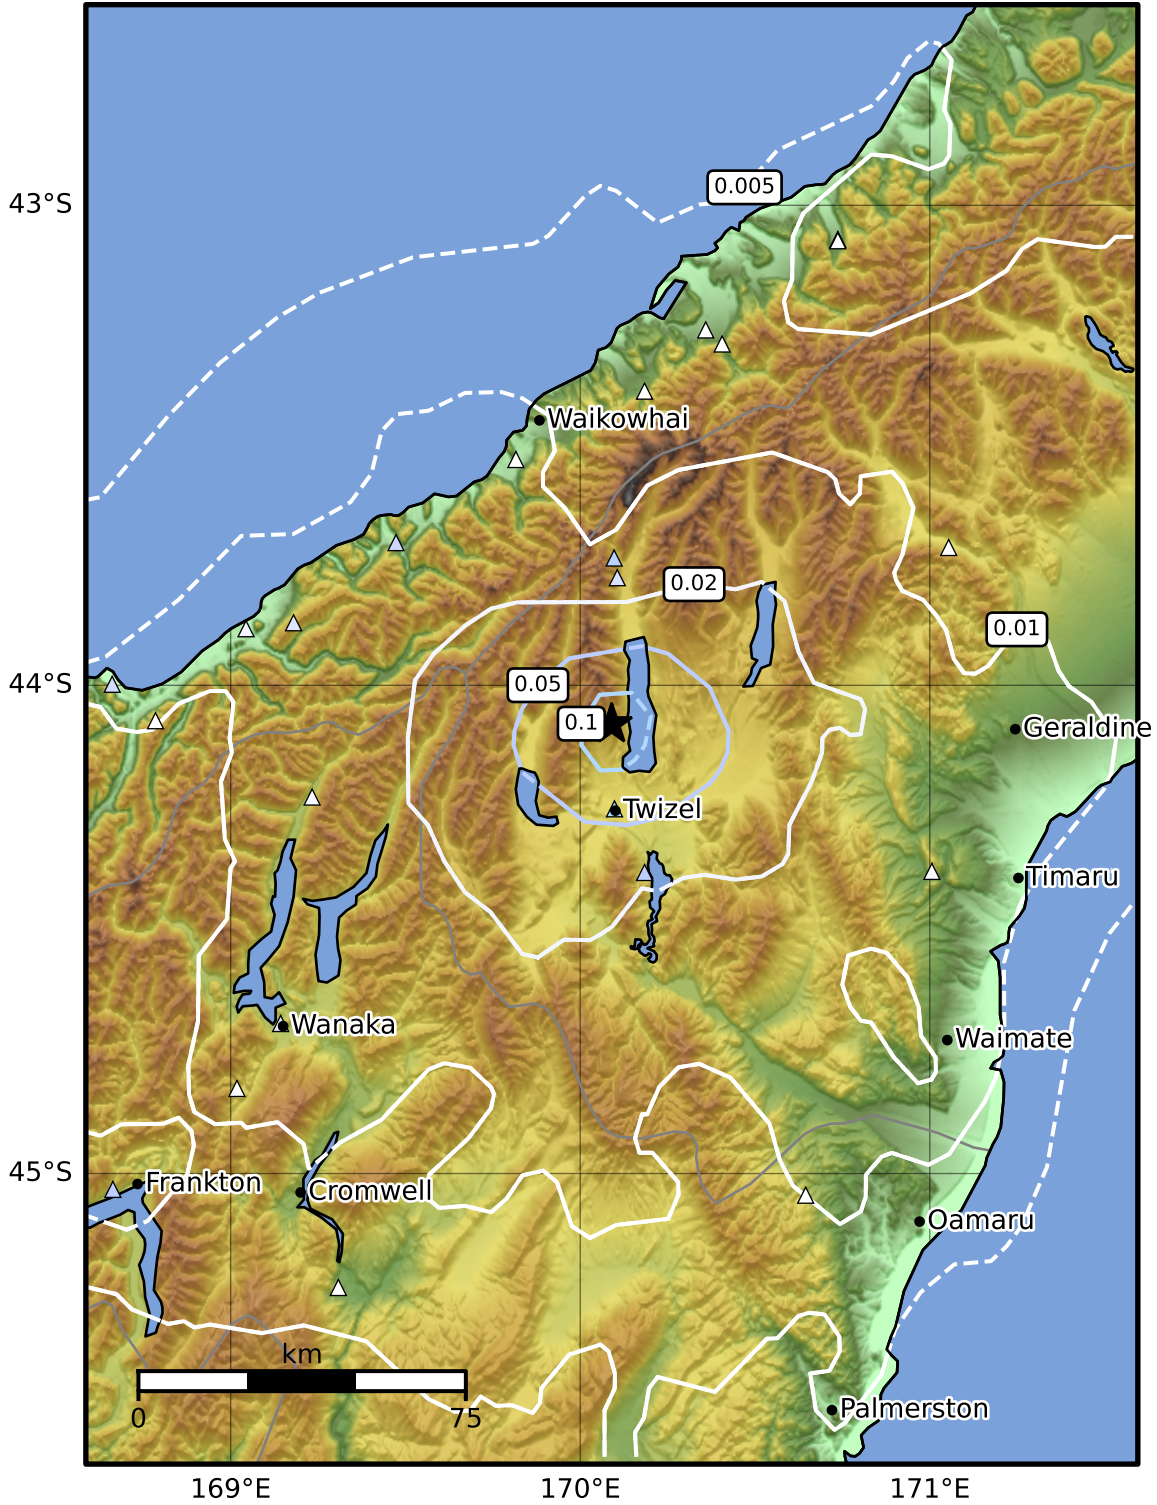 43°S
0.005
Waikowhai
0.02
0.01
44°S
0.05
0.1
Geraldine
Twizel
Timaru
Wanaka
Waimate
45°S
Frankton
Cromwell
Oamaru
km
0
75
Palmerston
169°E
170°E
171°E